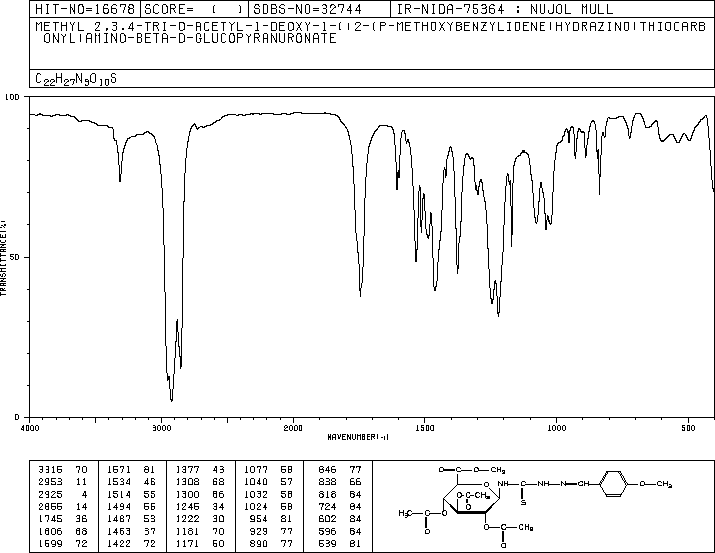 HIT-NO=16678 SCORE= ( ) SDBS-NO=32744 IR-NIDA-75364 : NUJOL MULL
METHYL 2,3,4-TRI-O-ACETYL-1-DEOXY-1-(((2-(P-METHOXYBENZYLIDENE)HYDRAZINO)THIOCARB
ONYL)AMINO-BETA-D-GLUCOPYRANURONATE
C22H27N3O10S
100
50
0
TRANSMITTANCE(%)
4000 3000 2000 1500 1000 500
WAVENUMBER(-1)
3315 70 1571 81 1377 43 1077 58 846 77
2953 11 1534 46 1308 68 1040 57 838 66
2925 4 1514 55 1300 66 1032 58 818 84
2855 14 1494 55 1245 34 1024 58 724 84
1745 36 1467 53 1222 30 954 81 602 84
1606 68 1463 37 1181 70 929 77 596 84
1599 72 1422 72 1171 50 890 77 539 81
O C O CH3
O NH C NH NH N CH O CH3
S
O C CH3
O
H3C C O
O
O C CH3
O